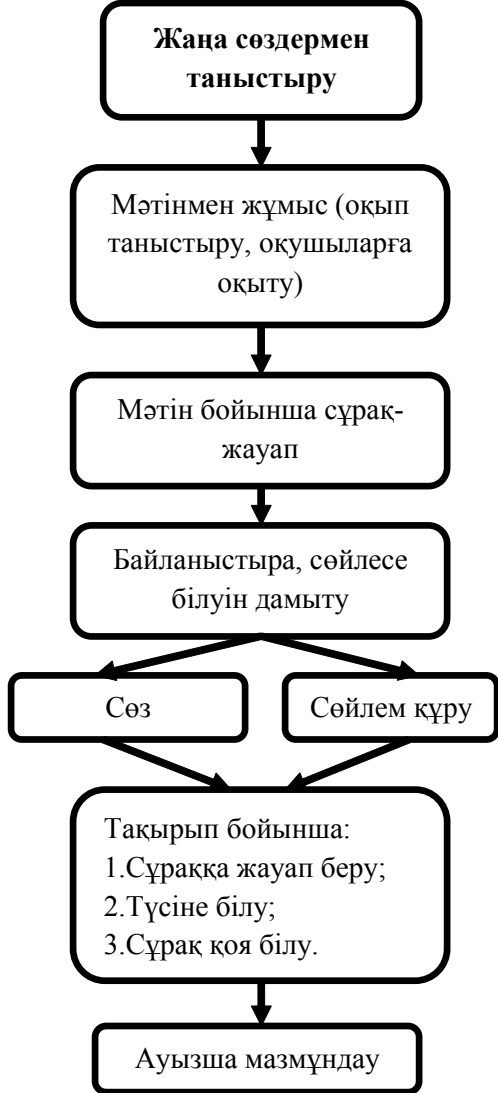 Жаңа сөздермен
таныстыру
Мәтінмен жұмыс (оқып
таныстыру, оқушыларға
оқыту)
Мәтін бойынша сұрақ-
жауап
Байланыстыра, сөйлесе
білуін дамыту
Сөз
Сөйлем құру
Тақырып бойынша:
1.Сұраққа жауап беру;
2.Түсіне білу;
3.Сұрақ қоя білу.
Ауызша мазмұндау